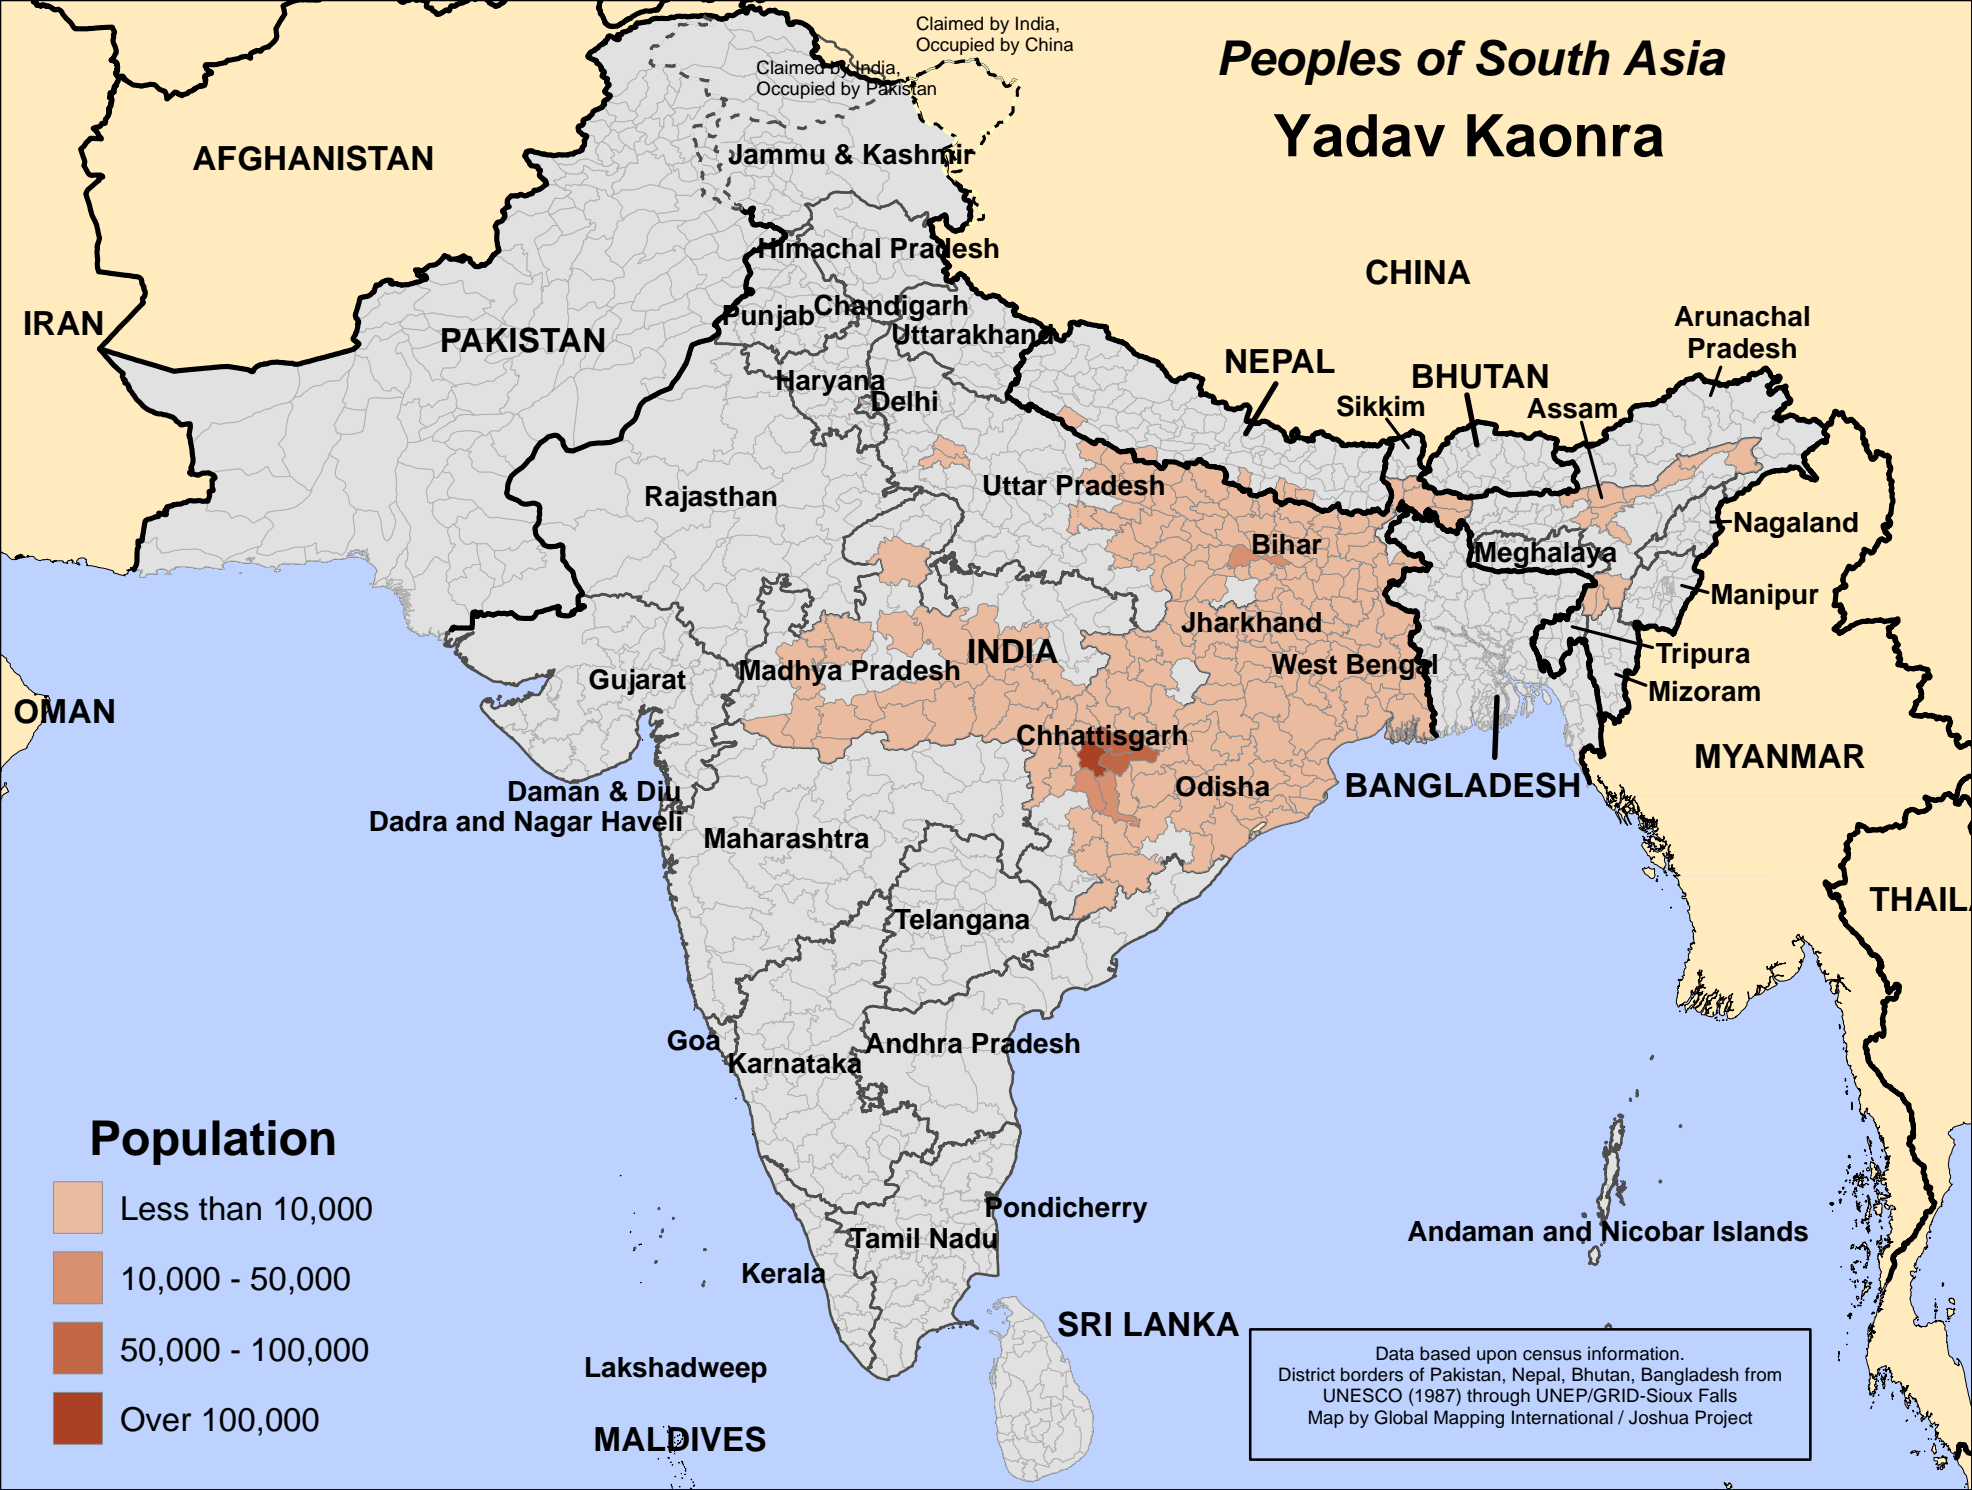 Claimed by India,
Occupied by China
Claimed by India,
Occupied by Pakistan
Peoples of South Asia
Yadav Kaonra
AFGHANISTAN
Jammu & Kashmir
Himachal Pradesh
CHINA
IRAN
PAKISTAN
Punjab
Chandigarh
Uttarakhand
Arunachal
Pradesh
NEPAL
BHUTAN
Haryana
Delhi
Sikkim
Assam
Rajasthan
Uttar Pradesh
Nagaland
Bihar
Meghalaya
Manipur
Jharkhand
INDIA
Tripura
West Bengal
Gujarat
Madhya Pradesh
Mizoram
OMAN
Chhattisgarh
MYANMAR
Odisha
BANGLADESH
Daman & Diu
Dadra and Nagar Haveli
Maharashtra
THAILA
Telangana
Goa
Karnataka
Andhra Pradesh
Population
Less than 10,000
10,000 - 50,000
50,000 - 100,000
Over 100,000
Pondicherry
Tamil Nadu
Andaman and Nicobar Islands
Kerala
SRI LANKA
Lakshadweep
MALDIVES
Data based upon census information.
District borders of Pakistan, Nepal, Bhutan, Bangladesh from
UNESCO (1987) through UNEP/GRID-Sioux Falls
Map by Global Mapping International / Joshua Project